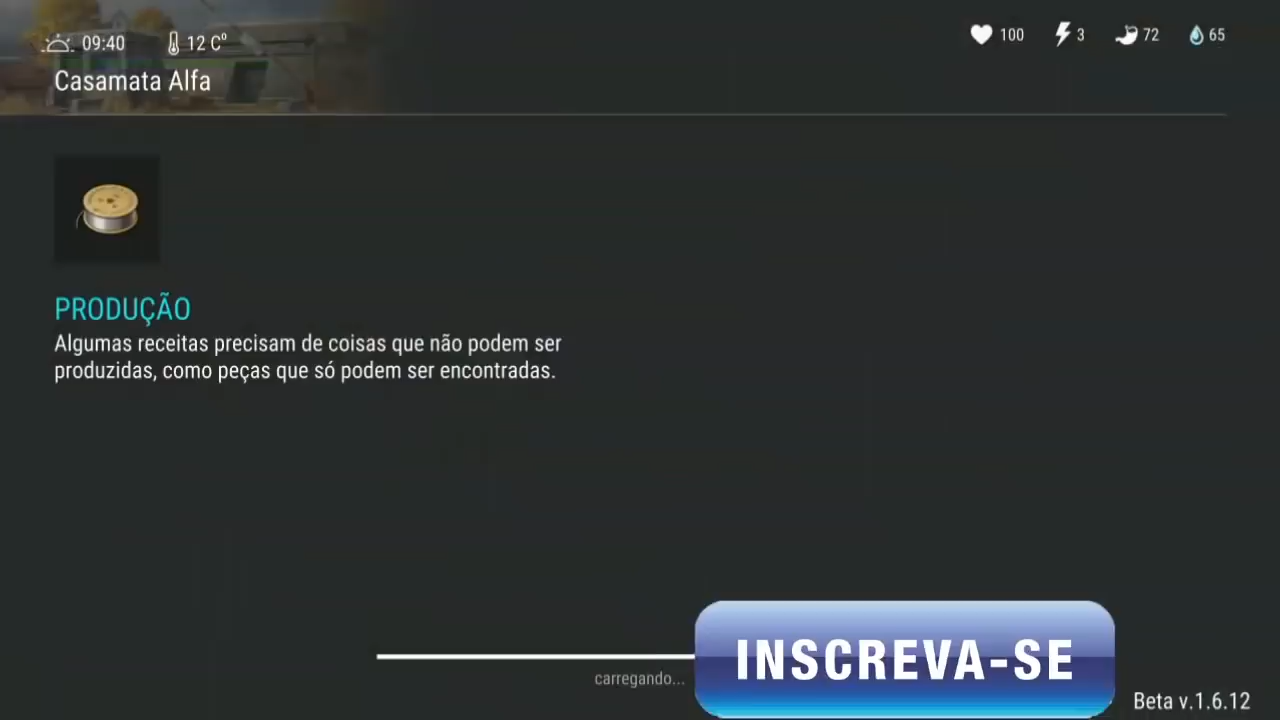 09:40 12 Cº
100 3 72 65
Casamata Alfa
PRODUÇÃO
Algumas receitas precisam de coisas que não podem ser
produzidas, como peças que só podem ser encontradas.
carregando...
INSCREVA-SE
Beta v.1.6.12